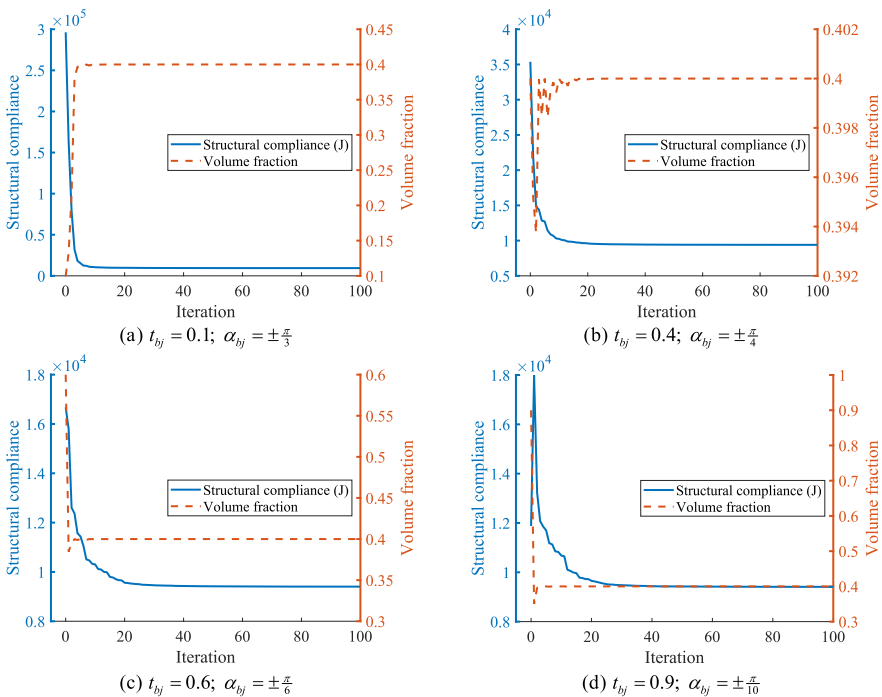 ×10⁵
3
2.5
2
1.5
1
0.5
0
0.45
0.4
0.35
0.3
0.25
0.2
0.15
0.1
Structural compliance
Volume fraction
Structural compliance (J)
Volume fraction
0 20 40 60 80 100
Iteration
(a) t_bj = 0.1; α_bj = ±π/3
×10⁴
4
3.5
3
2.5
2
1.5
1
0.5
0.402
0.4
0.398
0.396
0.394
0.392
Structural compliance
Volume fraction
Structural compliance (J)
Volume fraction
0 20 40 60 80 100
Iteration
(b) t_bj = 0.4; α_bj = ±π/4
×10⁴
1.8
1.6
1.4
1.2
1
0.8
0.6
0.55
0.5
0.45
0.4
0.35
0.3
Structural compliance
Volume fraction
Structural compliance (J)
Volume fraction
0 20 40 60 80 100
Iteration
(c) t_bj = 0.6; α_bj = ±π/6
×10⁴
1.8
1.6
1.4
1.2
1
0.8
1
0.9
0.8
0.7
0.6
0.5
0.4
0.3
Structural compliance
Volume fraction
Structural compliance (J)
Volume fraction
0 20 40 60 80 100
Iteration
(d) t_bj = 0.9; α_bj = ±π/10